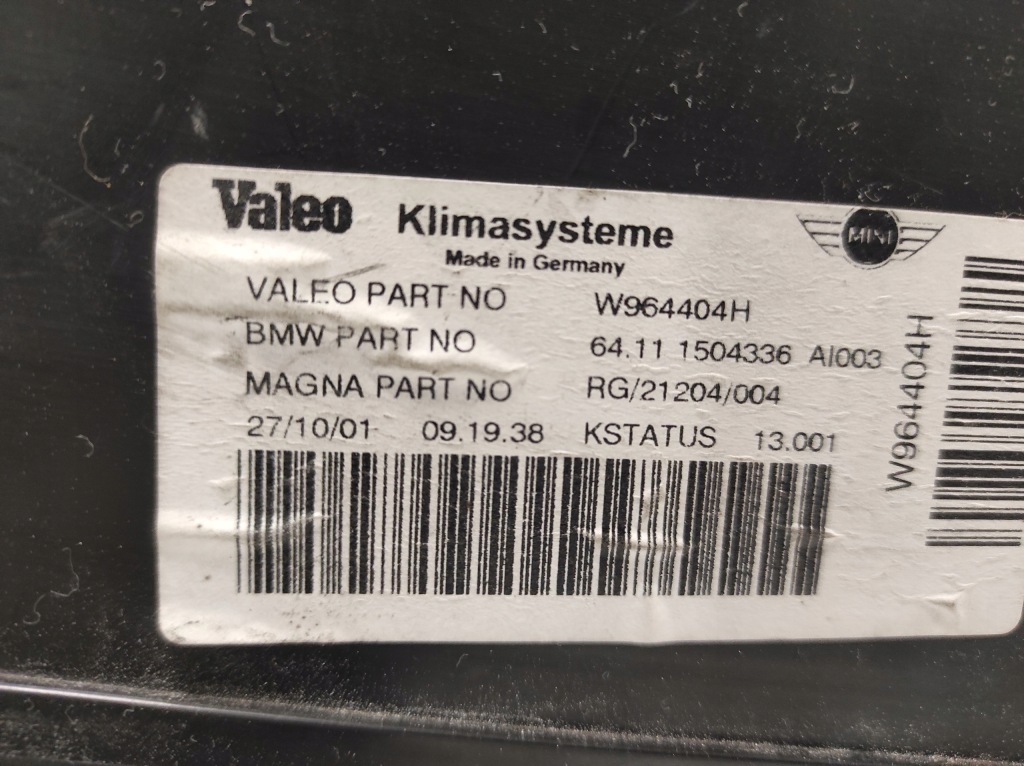 Valeo Klimasysteme MINI
Made in Germany
VALEO PART NO W964404H
BMW PART NO 64.11 1504336 AI003
MAGNA PART NO RG/21204/004
27/10/01 09.19.38 KSTATUS 13.001
W964404H